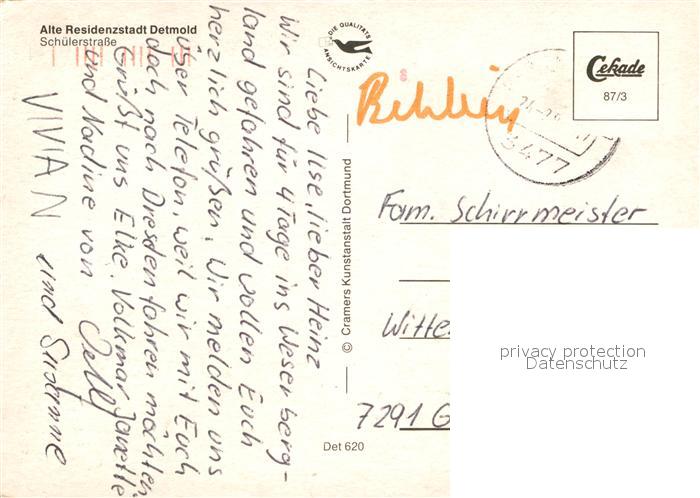 Alte Residenzstadt Detmold
Schülerstraße
Liebe Ilse, lieber Heinz
Wir sind für 4 Tage ins Weserberg-
land gefahren und wollen Euch
herzlich grüßen. Wir melden uns
über Telefon, weil wir mit Euch
doch nach Dresden fahren möchten
Grüßt uns Elke, Volkmar, Janette
und Nadine von
VIVIAN und Susanne
DIE QUALITÄTS
ANSICHTSKARTE
© Cramers Kunstanstalt Dortmund
Det 620
Cekade
87/3
3477
Fam. Schirrmeister
Witte
7291 G
privacy protection
Datenschutz